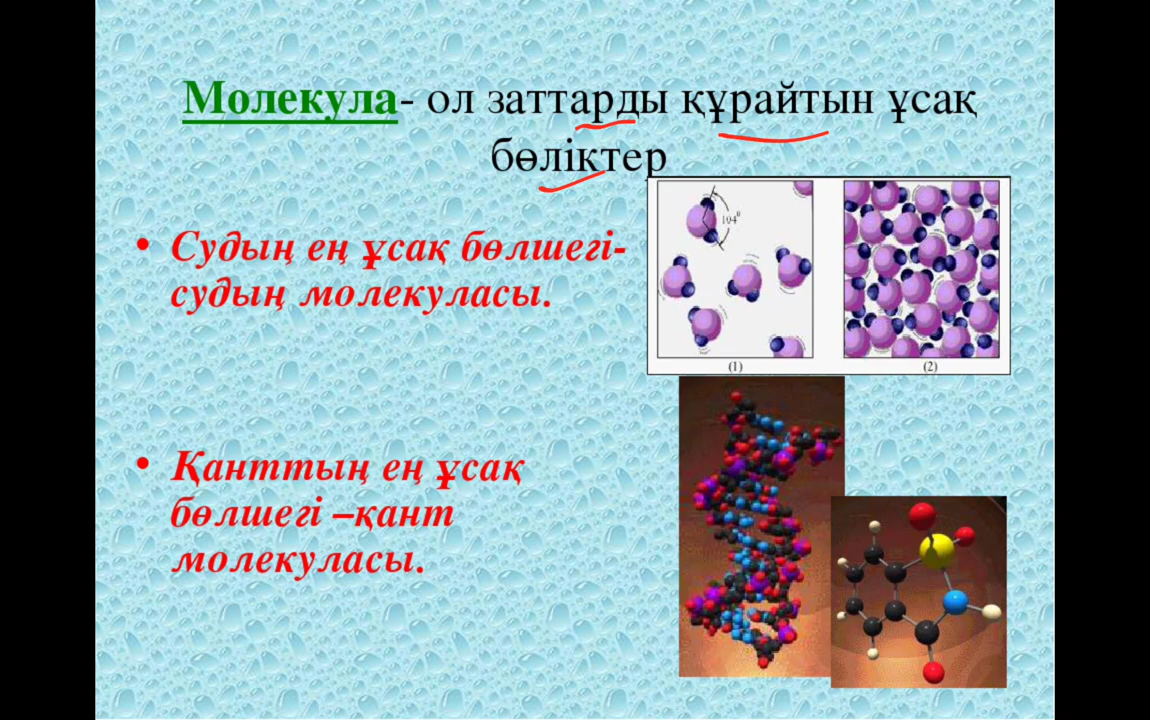 Молекула- ол заттарды құрайтын ұсақ
бөліктер
• Судың ең ұсақ бөлшегі-
судың молекуласы.
104⁰
(1) (2)
• Қанттың ең ұсақ
бөлшегі –қант
молекуласы.